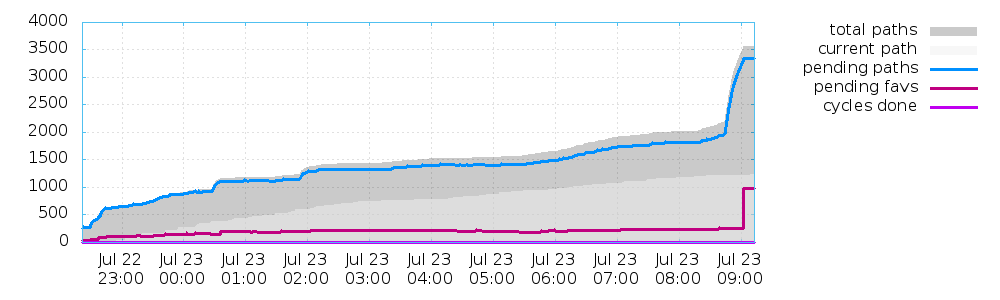 4000
3500
3000
2500
2000
1500
1000
500
0
Jul 22 Jul 23 Jul 23 Jul 23 Jul 23 Jul 23 Jul 23 Jul 23 Jul 23 Jul 23 Jul 23
23:00 00:00 01:00 02:00 03:00 04:00 05:00 06:00 07:00 08:00 09:00
total paths
current path
pending paths
pending favs
cycles done